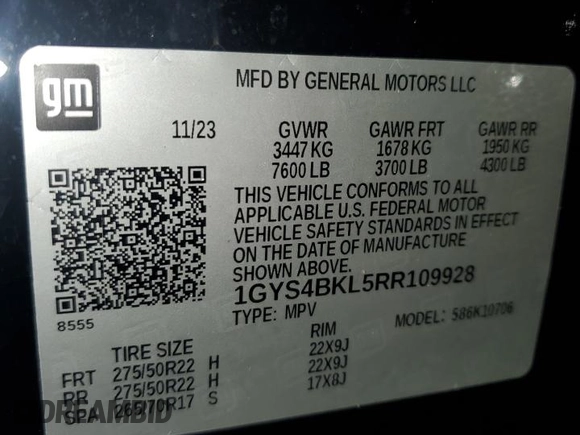 gm
MFD BY GENERAL MOTORS LLC
11/23 GVWR GAWR FRT GAWR RR
3447 KG 1678 KG 1950 KG
7600 LB 3700 LB 4300 LB
THIS VEHICLE CONFORMS TO ALL
APPLICABLE U.S. FEDERAL MOTOR
VEHICLE SAFETY STANDARDS IN EFFECT
ON THE DATE OF MANUFACTURE
SHOWN ABOVE.
1GYS4BKL5RR109928
8555
TYPE: MPV MODEL: 586K10706
TIRE SIZE RIM
FRT 275/50R22 H 22X9J
RR 275/50R22 H 22X9J
SPA 265/70R17 S 17X8J
DREAMBID